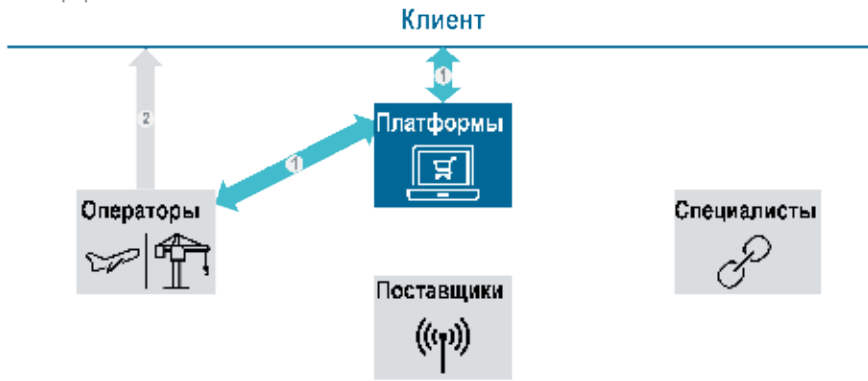 Клиент
1
2
Платформы
1
Операторы
Специалисты
Поставщики